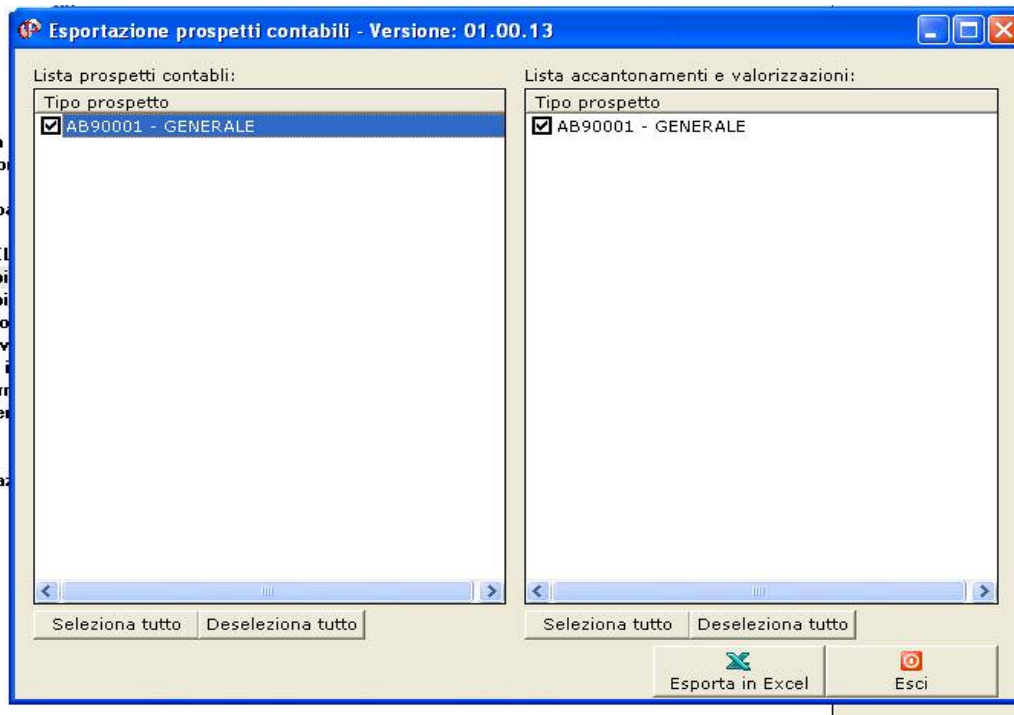 Esportazione prospetti contabili - Versione: 01.00.13
Lista prospetti contabli:
Tipo prospetto
AB90001 - GENERALE
Seleziona tutto
Deseleziona tutto
Lista accantonamenti e valorizzazioni:
Tipo prospetto
AB90001 - GENERALE
Seleziona tutto
Deseleziona tutto
Esporta in Excel
Esci